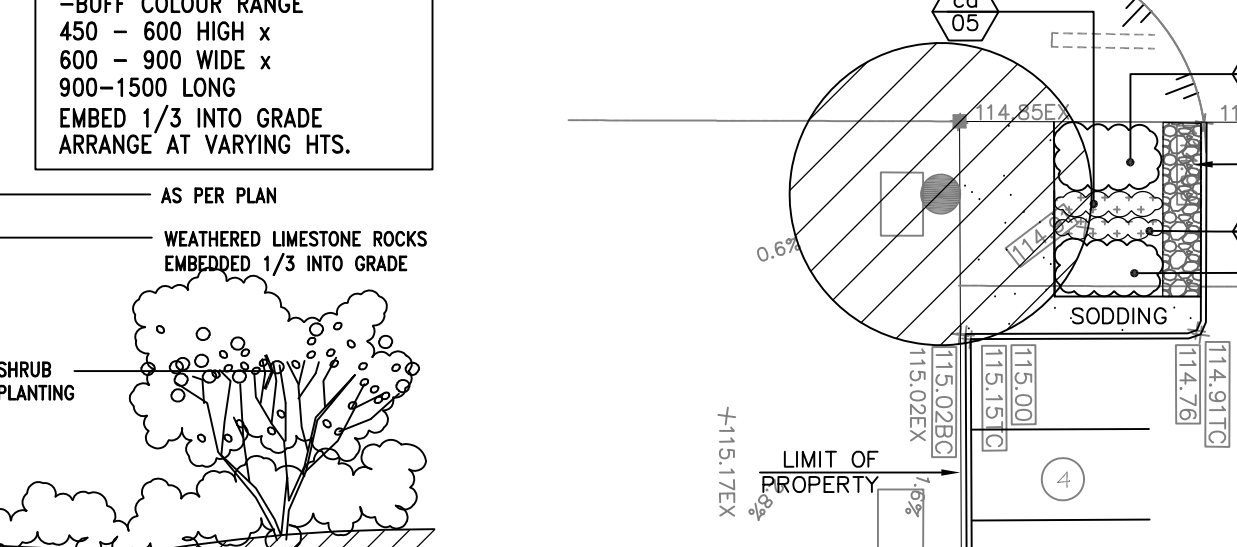 -BUFF COLOUR RANGE
450 - 600 HIGH x
600 - 900 WIDE x
900-1500 LONG
EMBED 1/3 INTO GRADE
ARRANGE AT VARYING HTS.
AS PER PLAN
WEATHERED LIMESTONE ROCKS
EMBEDDED 1/3 INTO GRADE
SHRUB
PLANTING
ca
05
114.85EX
0.6%
SODDING
115.02EX
115.02BC
115.15TC
115.00
114.76
114.91TC
115.17EX
LIMIT OF
PROPERTY
1.6%
4